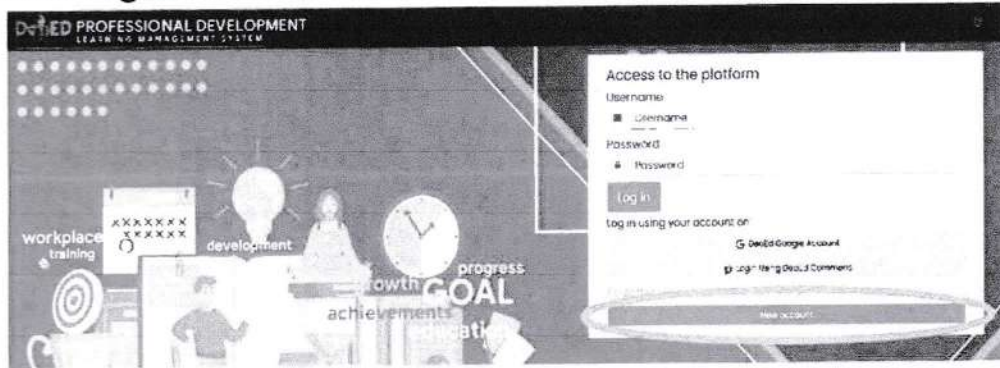 DepED PROFESSIONAL DEVELOPMENT
LEARNING MANAGEMENT SYSTEM
Access to the platform
Username
Username
Password
Password
Log in
Log in using your account on
DepEd Google Account
Login Using DepEd Commons
New account
workplace
training
development
progress
growth
GOAL
achievements
education